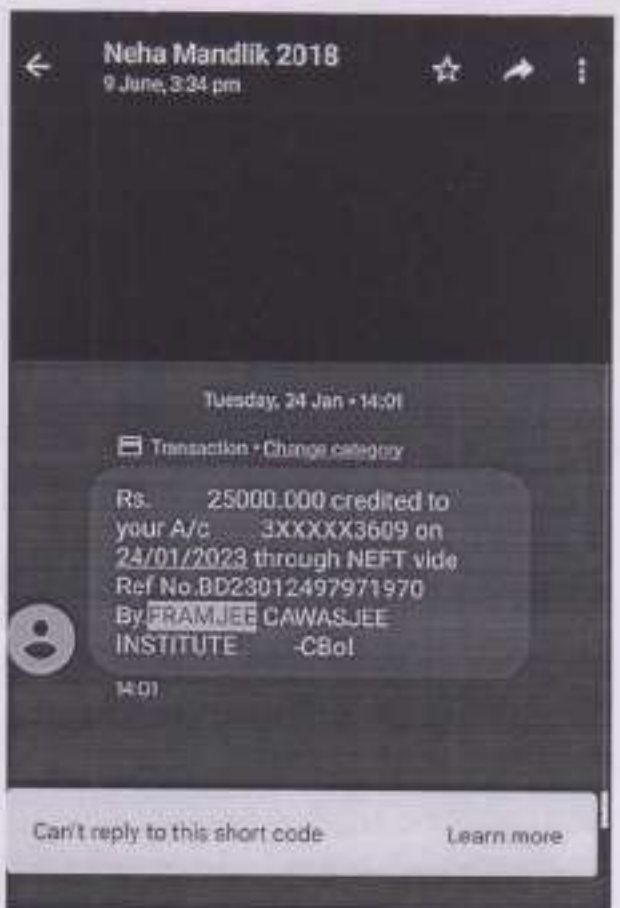 Neha Mandlik 2018
9 June, 3:34 pm
Tuesday, 24 Jan • 14:01
Transaction • Change category
Rs. 25000.000 credited to
your A/c 3XXXXX3609 on
24/01/2023 through NEFT vide
Ref No.BD23012497971970
By.FRAMJEE CAWASJEE
INSTITUTE -CBoI
14:01
Can't reply to this short code Learn more